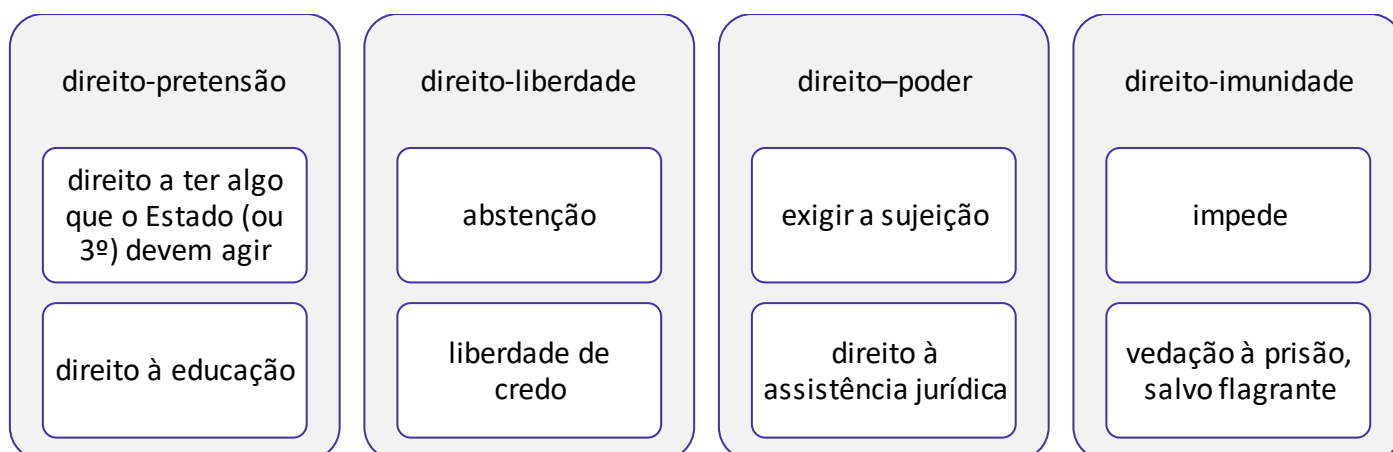 direito-pretensão
direito a ter algo
que o Estado (ou
3º) devem agir
direito à educação
direito-liberdade
abstenção
liberdade de
credo
direito–poder
exigir a sujeição
direito à
assistência jurídica
direito-imunidade
impede
vedação à prisão,
salvo flagrante